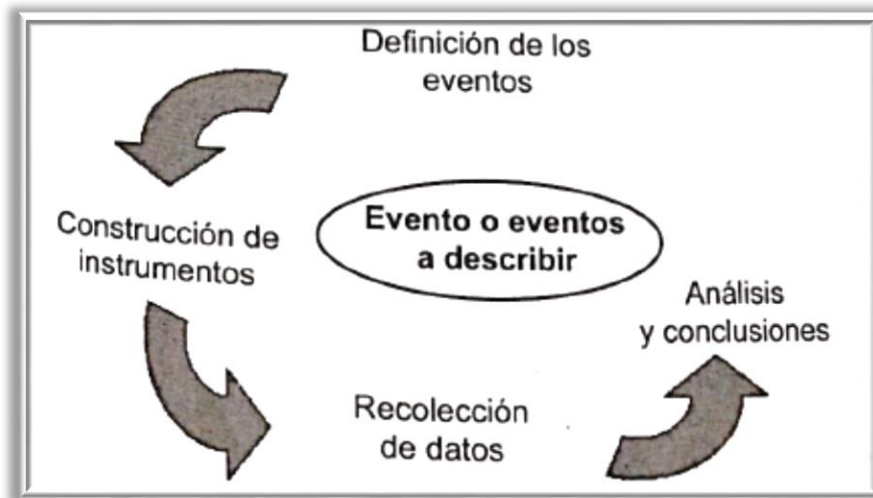 Definición de los
eventos
Construcción de
instrumentos
Evento o eventos
a describir
Análisis
y conclusiones
Recolección
de datos